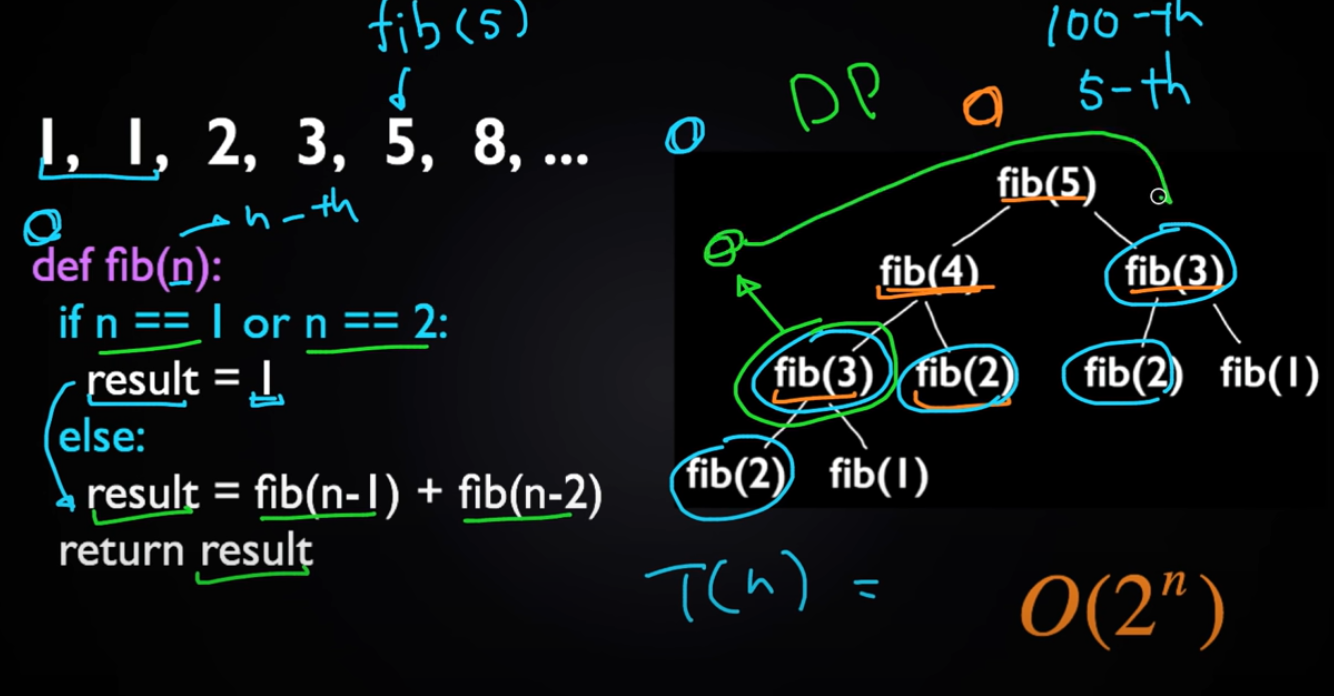 fib(5)
1, 1, 2, 3, 5, 8, ...
n-th
def fib(n):
if n == 1 or n == 2:
result = 1
else:
result = fib(n-1) + fib(n-2)
return result
100-th
5-th
DP
fib(5)
fib(4) fib(3)
fib(3) fib(2) fib(2) fib(1)
fib(2) fib(1)
T(n) = O(2ⁿ)